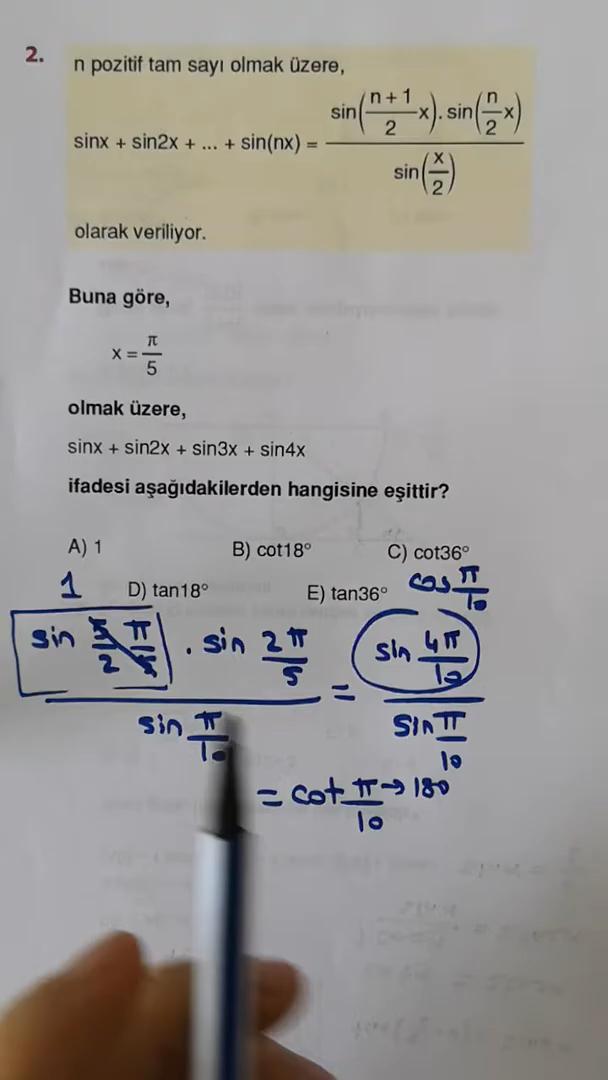 2.
n pozitif tam sayı olmak üzere,
sinx + sin2x + ... + sin(nx) = sin(n+1/2 x).sin(n/2 x) / sin(x/2)
olarak veriliyor.
Buna göre,
x = π/5
olmak üzere,
sinx + sin2x + sin3x + sin4x
ifadesi aşağıdakilerden hangisine eşittir?
A) 1 B) cot18° C) cot36°
D) tan18° E) tan36°
1 cos π/10
sin 5/2 π/5 . sin 2π/5 / sin π/10 = sin 4π/10 / sin π/10
= cot π/10 → 180